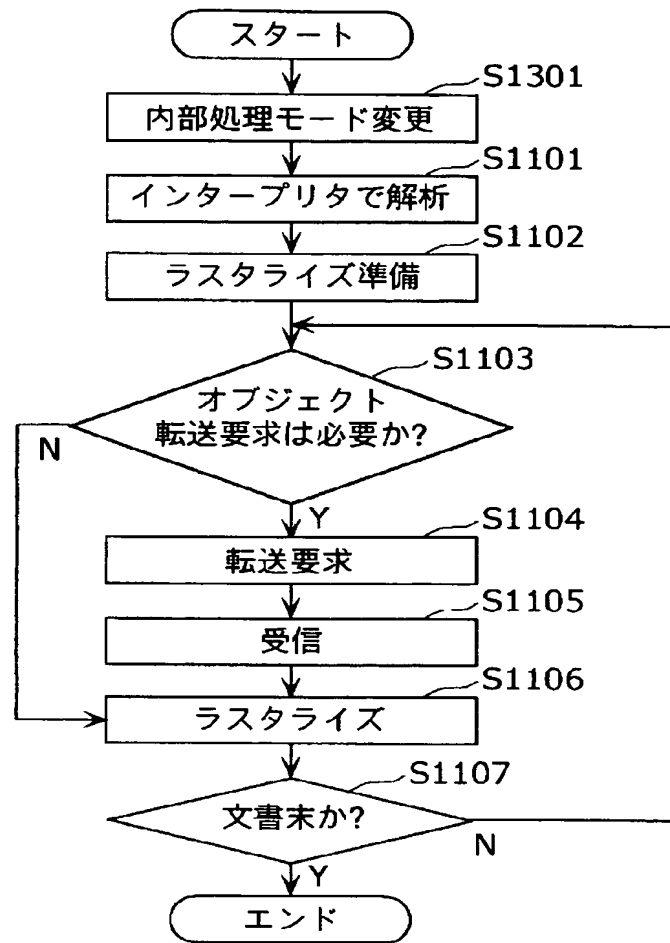 スタート
S1301
内部処理モード変更
S1101
インタープリタで解析
S1102
ラスタライズ準備
S1103
オブジェクト
転送要求は必要か?
N
Y
S1104
転送要求
S1105
受信
S1106
ラスタライズ
S1107
文書末か?
N
Y
エンド